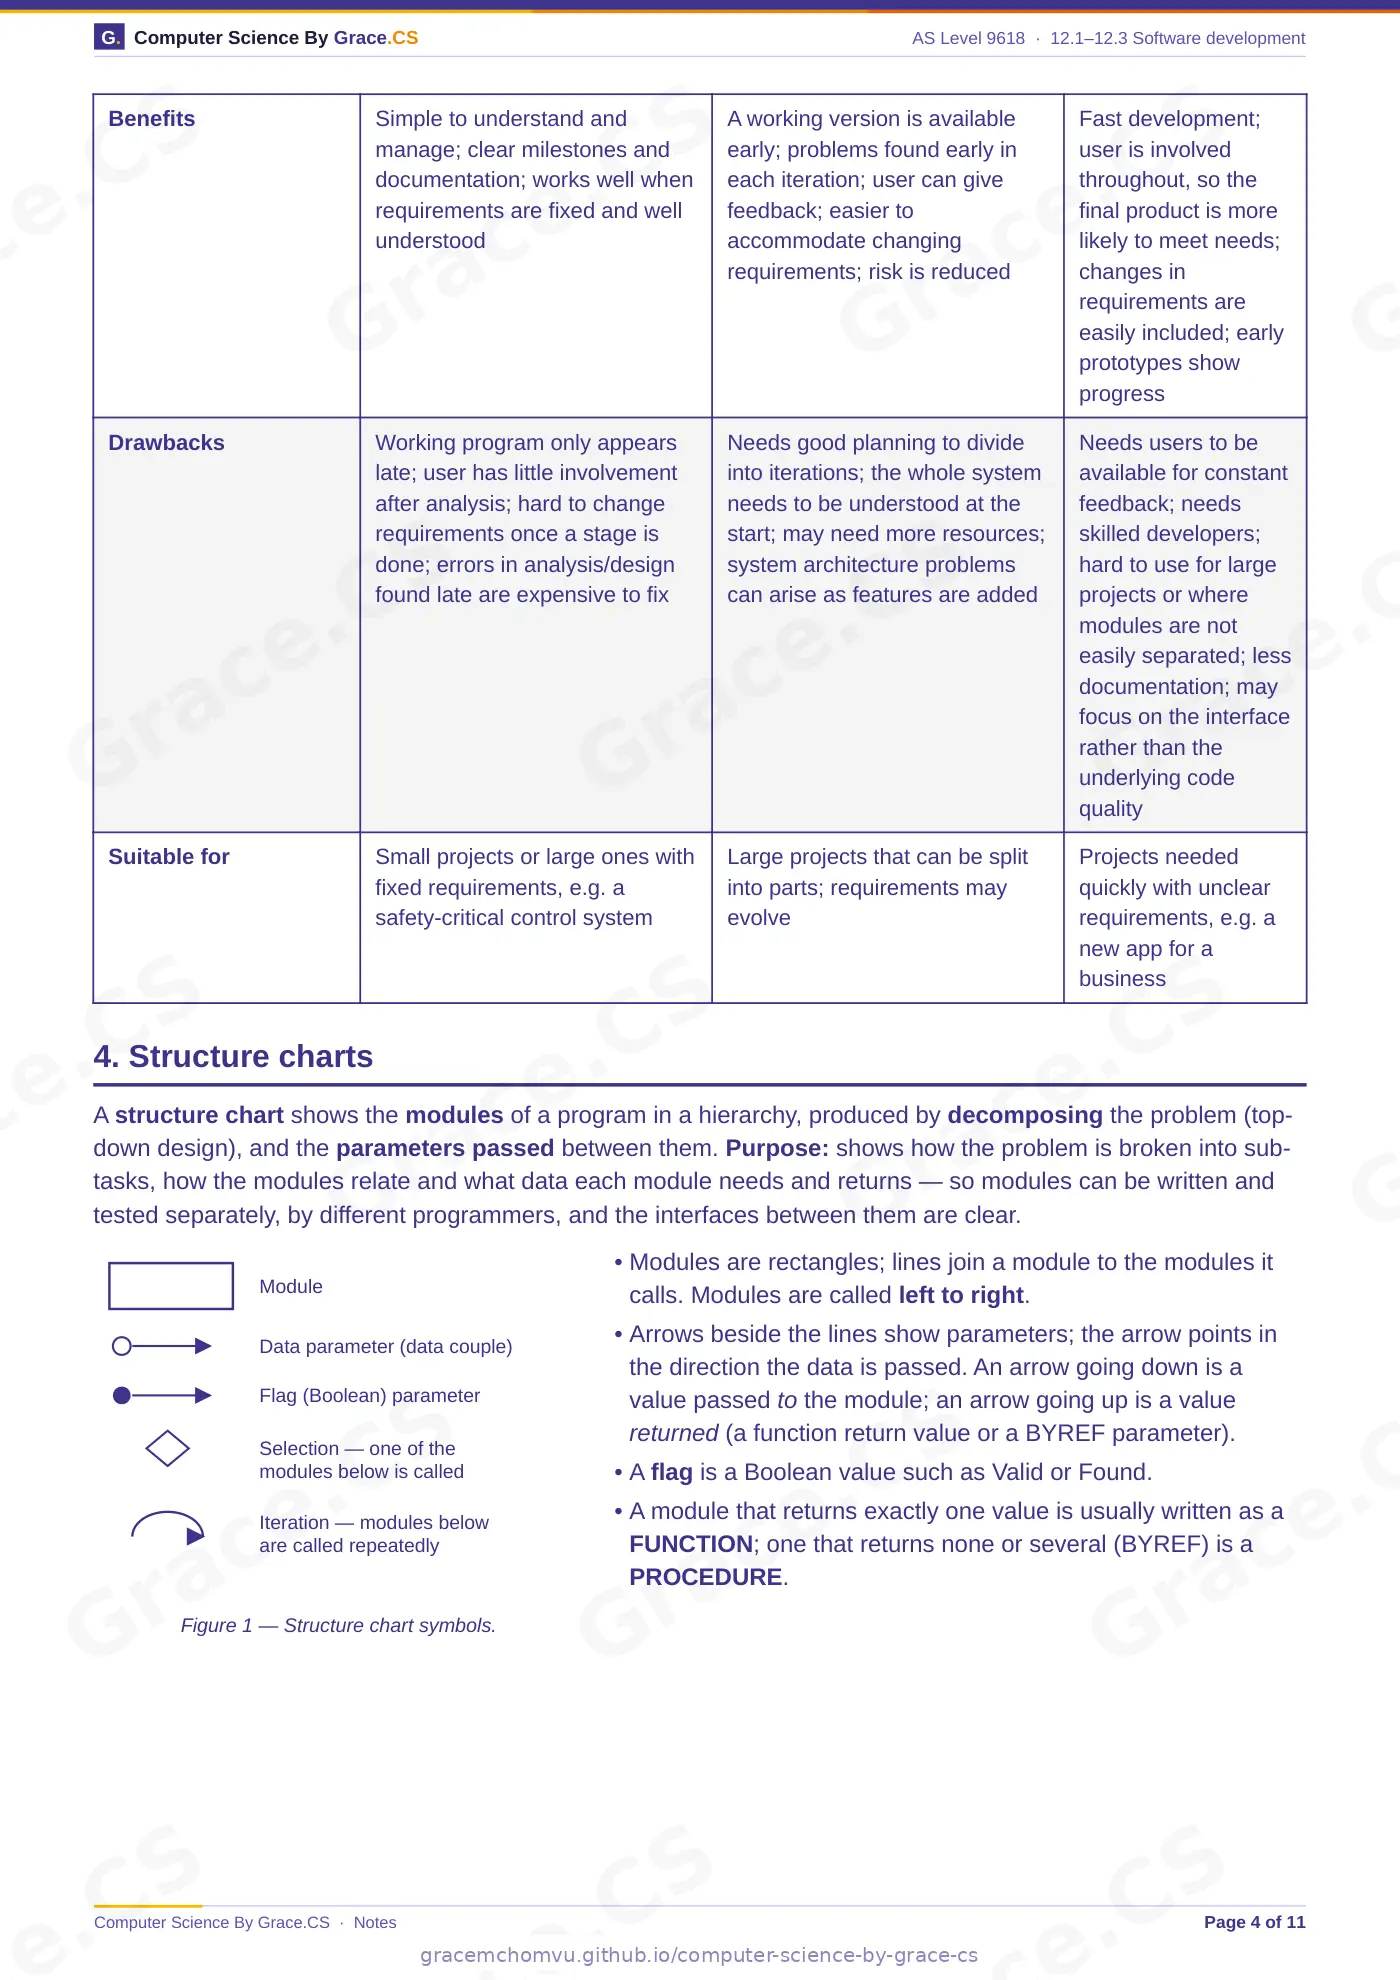 G. Computer Science By Grace.CS
AS Level 9618 · 12.1–12.3 Software development
Benefits
Simple to understand and
manage; clear milestones and
documentation; works well when
requirements are fixed and well
understood
A working version is available
early; problems found early in
each iteration; user can give
feedback; easier to
accommodate changing
requirements; risk is reduced
Fast development;
user is involved
throughout, so the
final product is more
likely to meet needs;
changes in
requirements are
easily included; early
prototypes show
progress
Drawbacks
Working program only appears
late; user has little involvement
after analysis; hard to change
requirements once a stage is
done; errors in analysis/design
found late are expensive to fix
Needs good planning to divide
into iterations; the whole system
needs to be understood at the
start; may need more resources;
system architecture problems
can arise as features are added
Needs users to be
available for constant
feedback; needs
skilled developers;
hard to use for large
projects or where
modules are not
easily separated; less
documentation; may
focus on the interface
rather than the
underlying code
quality
Suitable for
Small projects or large ones with
fixed requirements, e.g. a
safety-critical control system
Large projects that can be split
into parts; requirements may
evolve
Projects needed
quickly with unclear
requirements, e.g. a
new app for a
business
4. Structure charts
A structure chart shows the modules of a program in a hierarchy, produced by decomposing the problem (top-
down design), and the parameters passed between them. Purpose: shows how the problem is broken into sub-
tasks, how the modules relate and what data each module needs and returns — so modules can be written and
tested separately, by different programmers, and the interfaces between them are clear.
Module
Data parameter (data couple)
Flag (Boolean) parameter
Selection — one of the
modules below is called
Iteration — modules below
are called repeatedly
Figure 1 — Structure chart symbols.
• Modules are rectangles; lines join a module to the modules it
calls. Modules are called left to right.
• Arrows beside the lines show parameters; the arrow points in
the direction the data is passed. An arrow going down is a
value passed to the module; an arrow going up is a value
returned (a function return value or a BYREF parameter).
• A flag is a Boolean value such as Valid or Found.
• A module that returns exactly one value is usually written as a
FUNCTION; one that returns none or several (BYREF) is a
PROCEDURE.
Computer Science By Grace.CS · Notes
Page 4 of 11
gracemchomvu.github.io/computer-science-by-grace-cs